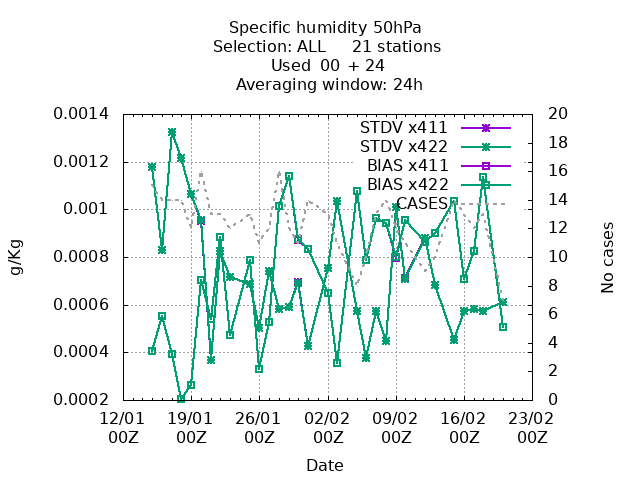 Specific humidity 50hPa
Selection: ALL     21 stations
Used  00  + 24
Averaging window: 24h
0.0014
0.0012
0.001
0.0008
0.0006
0.0004
0.0002
g/Kg
STDV x411
STDV x422
BIAS x411
BIAS x422
CASES
20
18
16
14
12
10
8
6
4
2
0
No cases
12/01 19/01 26/01 02/02 09/02 16/02 23/02
00Z 00Z 00Z 00Z 00Z 00Z 00Z
Date